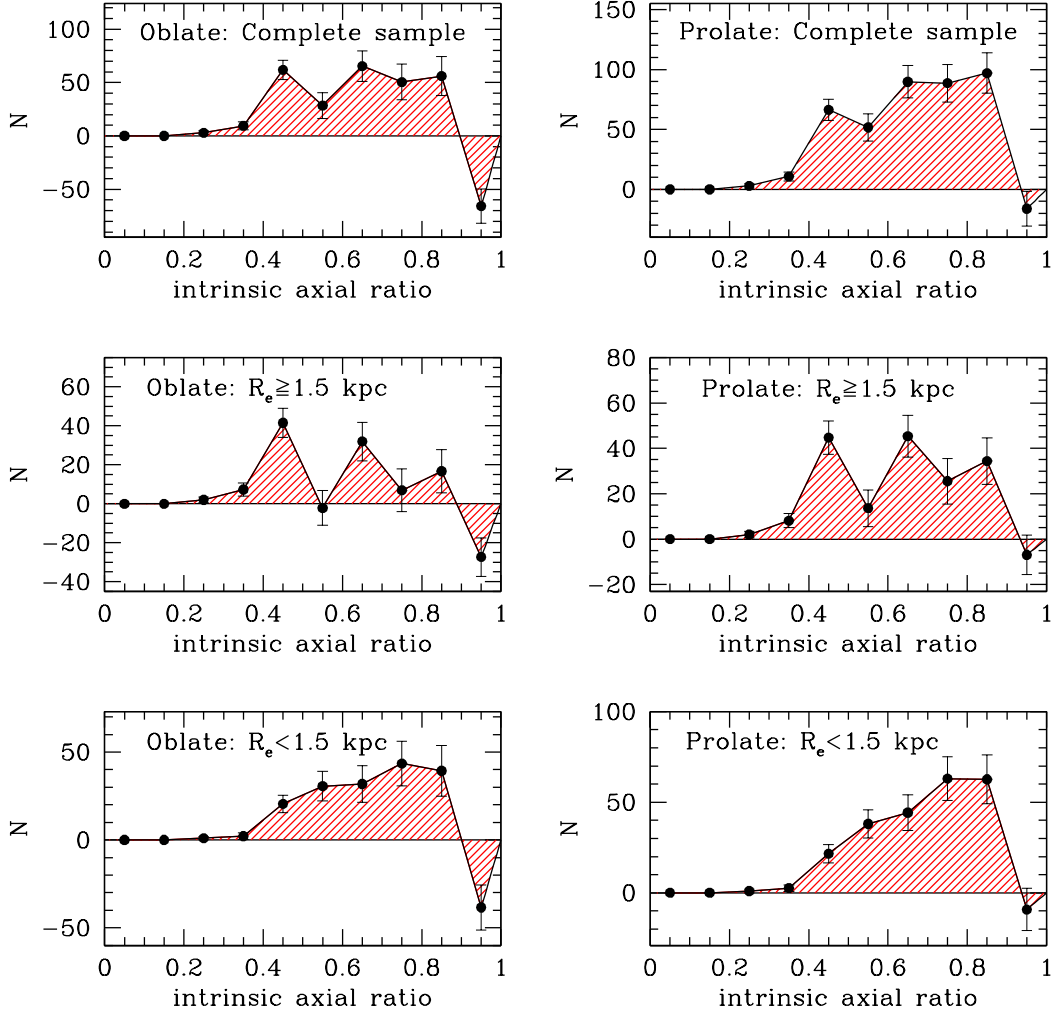 Oblate: Complete sample
100
50
0
−50
N
0 0.2 0.4 0.6 0.8 1
intrinsic axial ratio
Prolate: Complete sample
150
100
50
0
N
0 0.2 0.4 0.6 0.8 1
intrinsic axial ratio
Oblate: Rₑ≧1.5 kpc
60
40
20
0
−20
−40
N
0 0.2 0.4 0.6 0.8 1
intrinsic axial ratio
Prolate: Rₑ≧1.5 kpc
80
60
40
20
0
−20
N
0 0.2 0.4 0.6 0.8 1
intrinsic axial ratio
Oblate: Rₑ<1.5 kpc
50
0
−50
N
0 0.2 0.4 0.6 0.8 1
intrinsic axial ratio
Prolate: Rₑ<1.5 kpc
100
50
0
N
0 0.2 0.4 0.6 0.8 1
intrinsic axial ratio